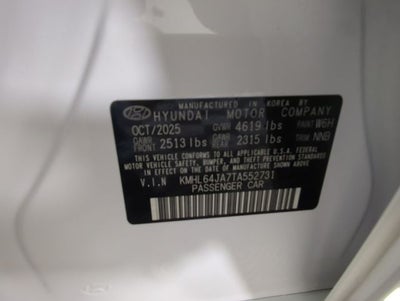 MANUFACTURED IN KOREA BY
HYUNDAI MOTOR COMPANY
OCT/2025 GVWR 4619 lbs PAINT W6H
GAWR FRONT 2513 lbs GAWR REAR 2315 lbs TRIM NNB
THIS VEHICLE CONFORMS TO ALL APPLICABLE U.S. FEDERAL
MOTOR VEHICLE SAFETY, BUMPER, AND THEFT PREVENTION
STANDARDS IN EFFECT ON THE DATE OF MANUFACTURE SHOWN ABOVE.
V.I.N KMHL64JA7TA552731
PASSENGER CAR